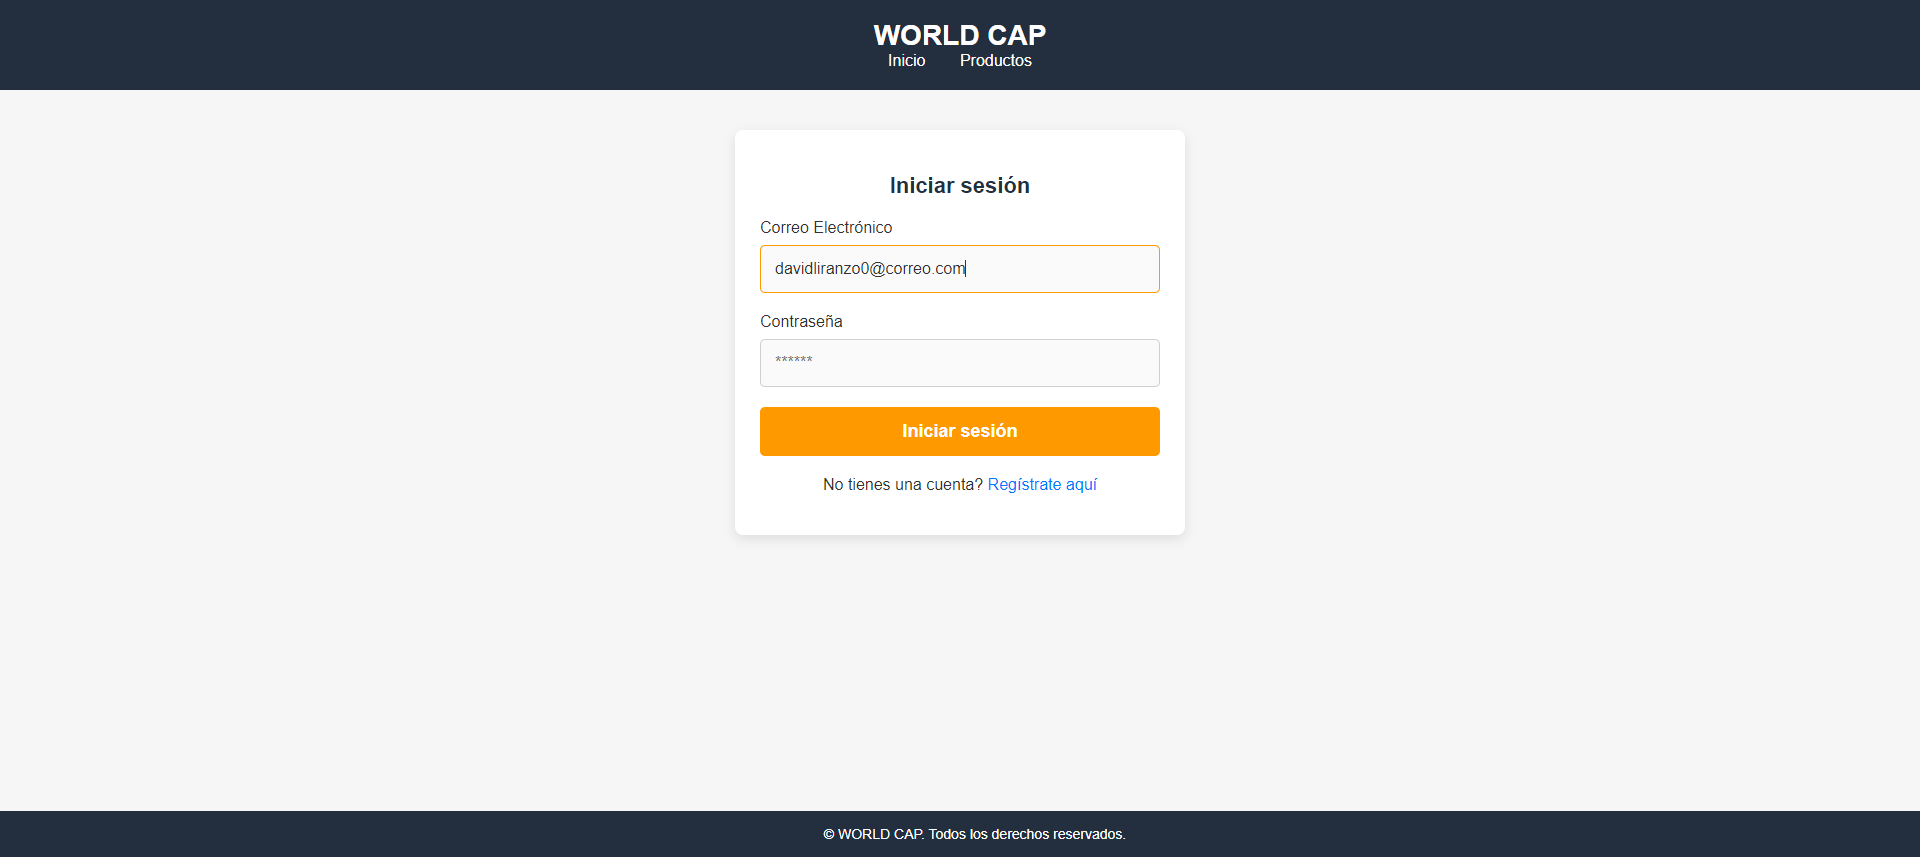 WORLD CAP
Inicio Productos
Iniciar sesión
Correo Electrónico
davidliranzo0@correo.com
Contraseña
******
Iniciar sesión
No tienes una cuenta? Regístrate aquí
© WORLD CAP. Todos los derechos reservados.